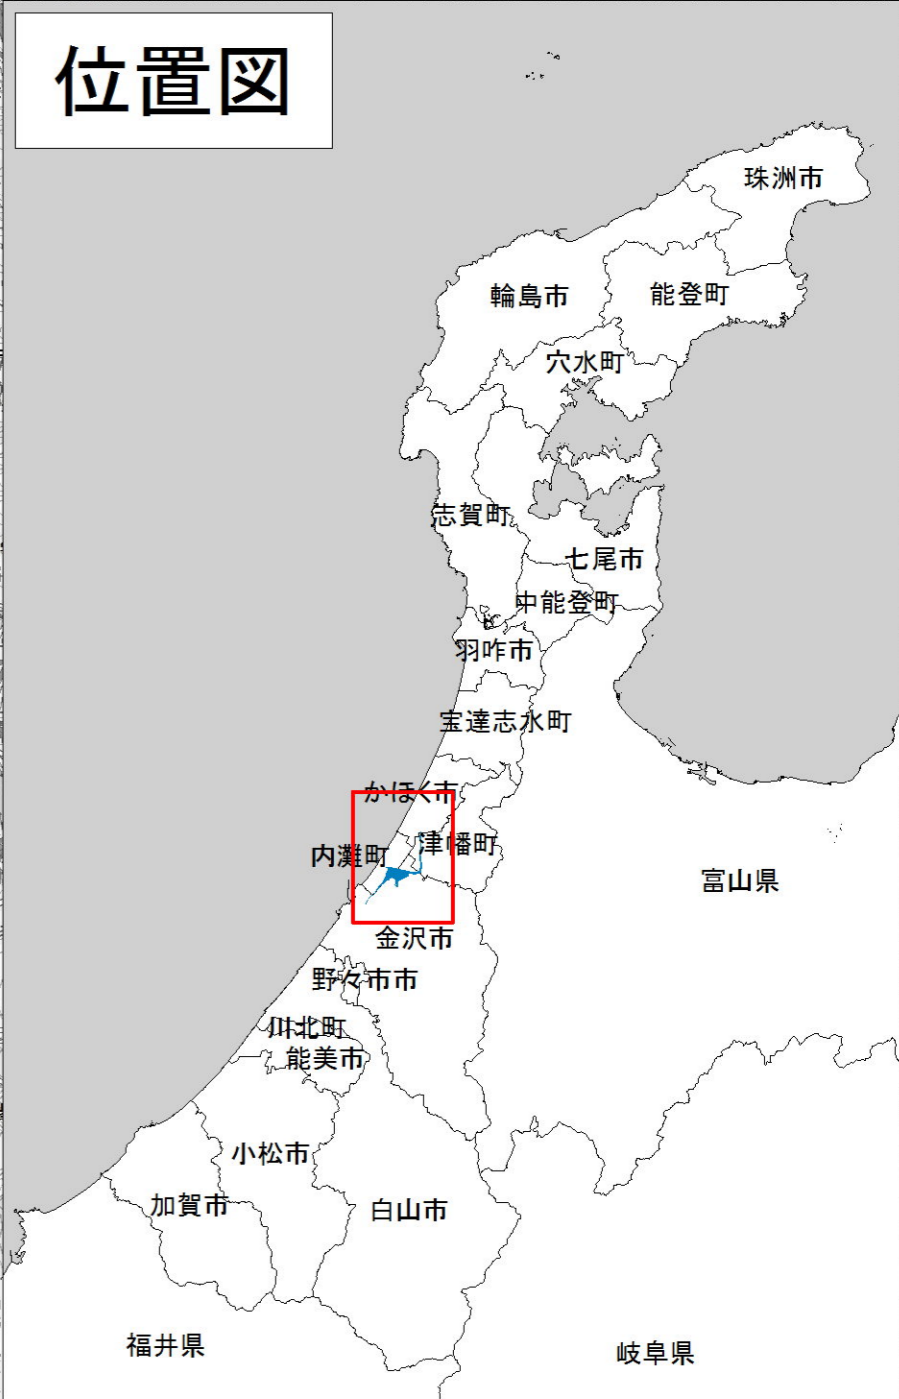 位置図
珠洲市
輪島市
能登町
穴水町
志賀町
七尾市
中能登町
羽咋市
宝達志水町
かほく市
津幡町
内灘町
富山県
金沢市
野々市市
川北町
能美市
小松市
加賀市
白山市
福井県
岐阜県